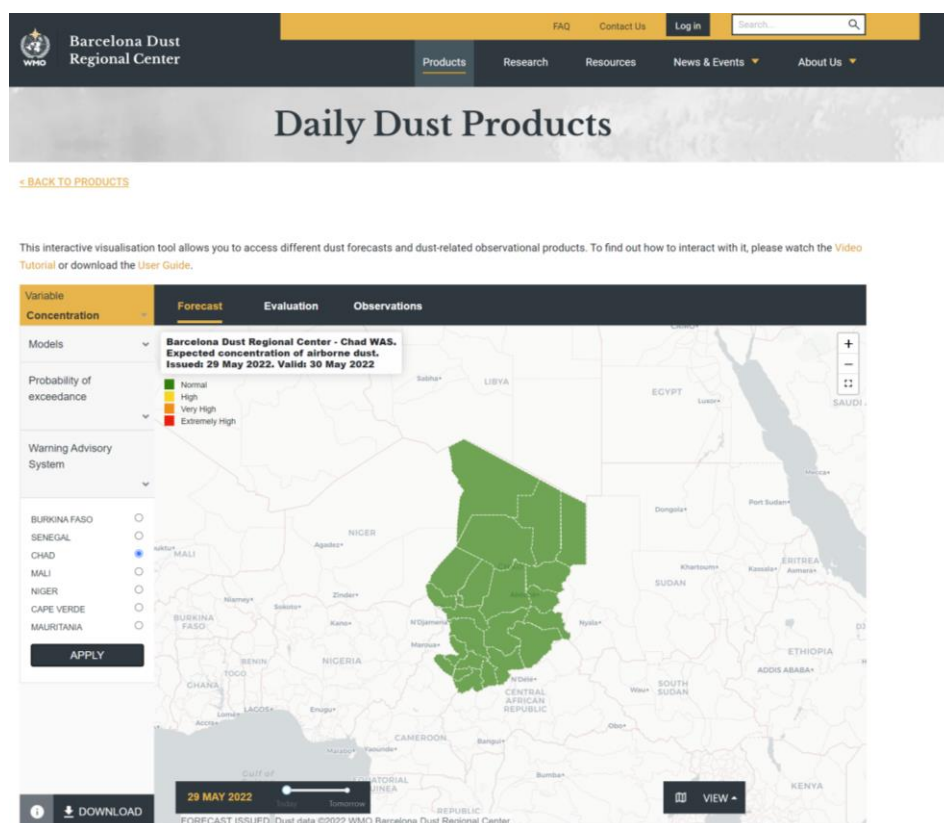 FAQ Contact Us Log in Search...
WMO
Barcelona Dust
Regional Center
Products Research Resources News & Events About Us
Daily Dust Products
< BACK TO PRODUCTS
This interactive visualisation tool allows you to access different dust forecasts and dust-related observational products. To find out how to interact with it, please watch the Video
Tutorial or download the User Guide.
Variable
Concentration
Forecast Evaluation Observations
Models
Probability of
exceedance
Warning Advisory
System
BURKINA FASO
SENEGAL
CHAD
MALI
NIGER
CAPE VERDE
MAURITANIA
APPLY
DOWNLOAD
Barcelona Dust Regional Center - Chad WAS.
Expected concentration of airborne dust.
Issued: 29 May 2022. Valid: 30 May 2022
Normal
High
Very High
Extremely High
+
−
Sabha
LIBYA
EGYPT
Luxor
SAUDI
Mecca
Port Sudan
Dongola
NIGER
Agadez
MALI
ERITREA
Khartoum Kassala Asmara
SUDAN
Niamey Sokoto Zinder
BURKINA
FASO
Kano
N'Djamena
Nyala
Maroua
BENIN NIGERIA
TOGO
GHANA
ETHIOPIA
ADDIS ABABA
N'Dele
CENTRAL
AFRICAN
REPUBLIC
Wau
SOUTH
SUDAN
Lomé LAGOS Enugu
Accra
Obo
CAMEROON
Bangui
Malabo Yaounde
Gulf of
Bumba
KENYA
29 MAY 2022
Today Tomorrow
VIEW
REPUBLIC
FORECAST ISSUED. Dust data ©2022 WMO Barcelona Dust Regional Center.